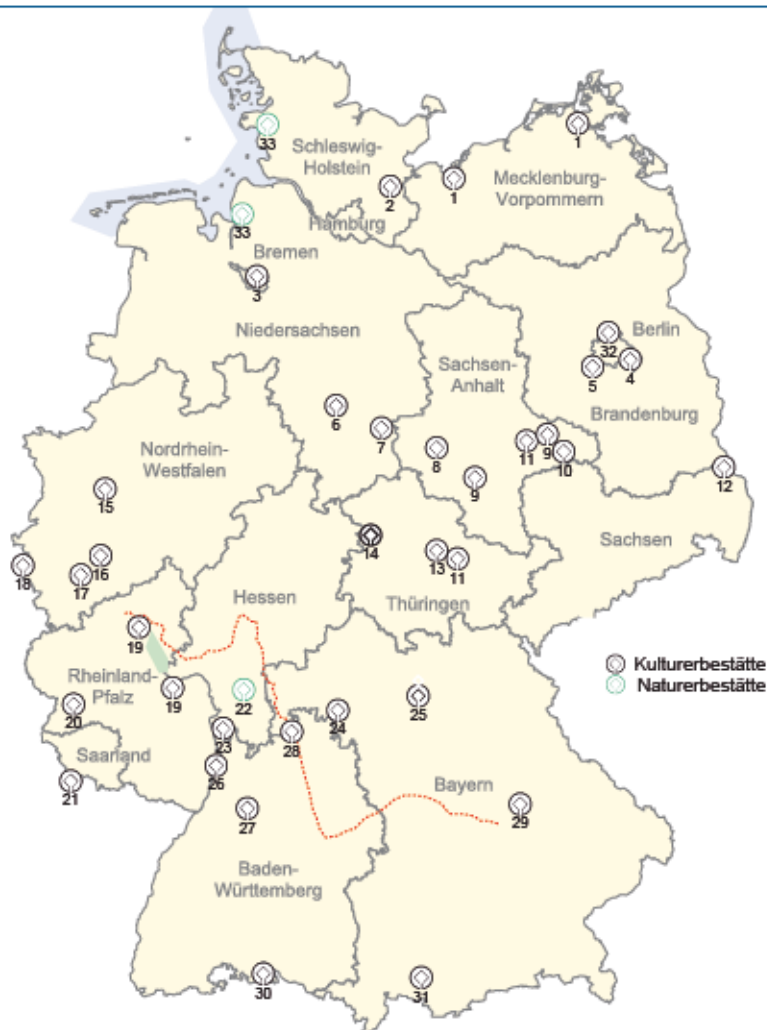 33
1
Schleswig-
Holstein
2
1
Mecklenburg-
Vorpommern
33
Hamburg
Bremen
3
Niedersachsen
32
Berlin
5
4
Sachsen-
Anhalt
Brandenburg
6
7
8
11
9
10
9
12
Nordrhein-
Westfalen
15
14
13
11
Sachsen
18
17
16
Hessen
Thüringen
19
Rheinland-
Pfalz
19
20
22
23
24
25
28
Kulturerbestätte
Naturerbestätte
Saarland
21
26
27
Bayern
29
Baden-
Württemberg
30
31